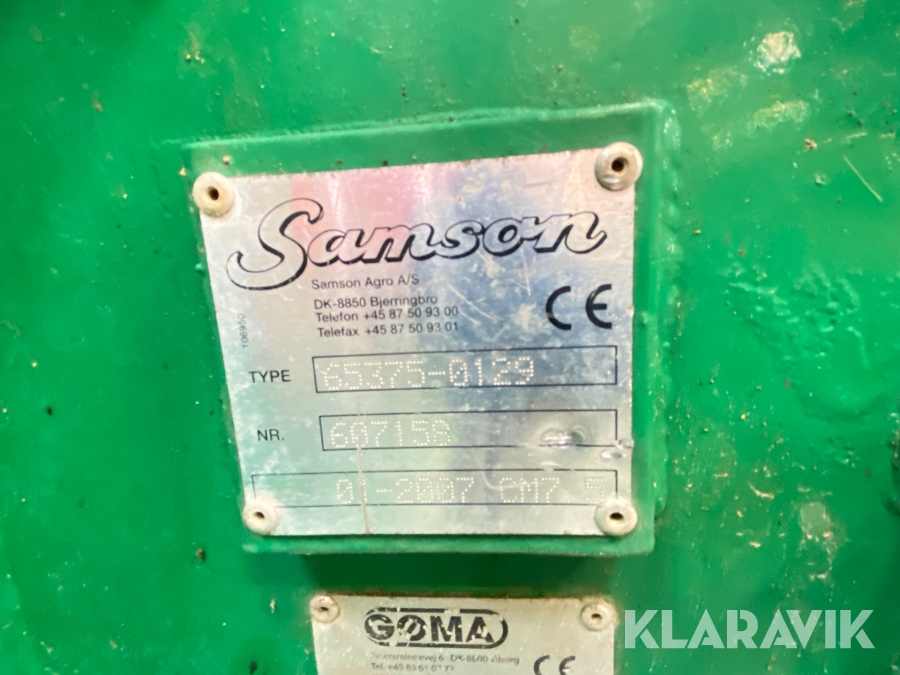 Samson
Samson Agro A/S
DK-8850 Bjerringbro
Telefon +45 87 50 93 00
Telefax +45 87 50 93 01
CE
106950
TYPE 65375-0129
NR. 607158
01-2007
GØMA
CE
KLARAVIK